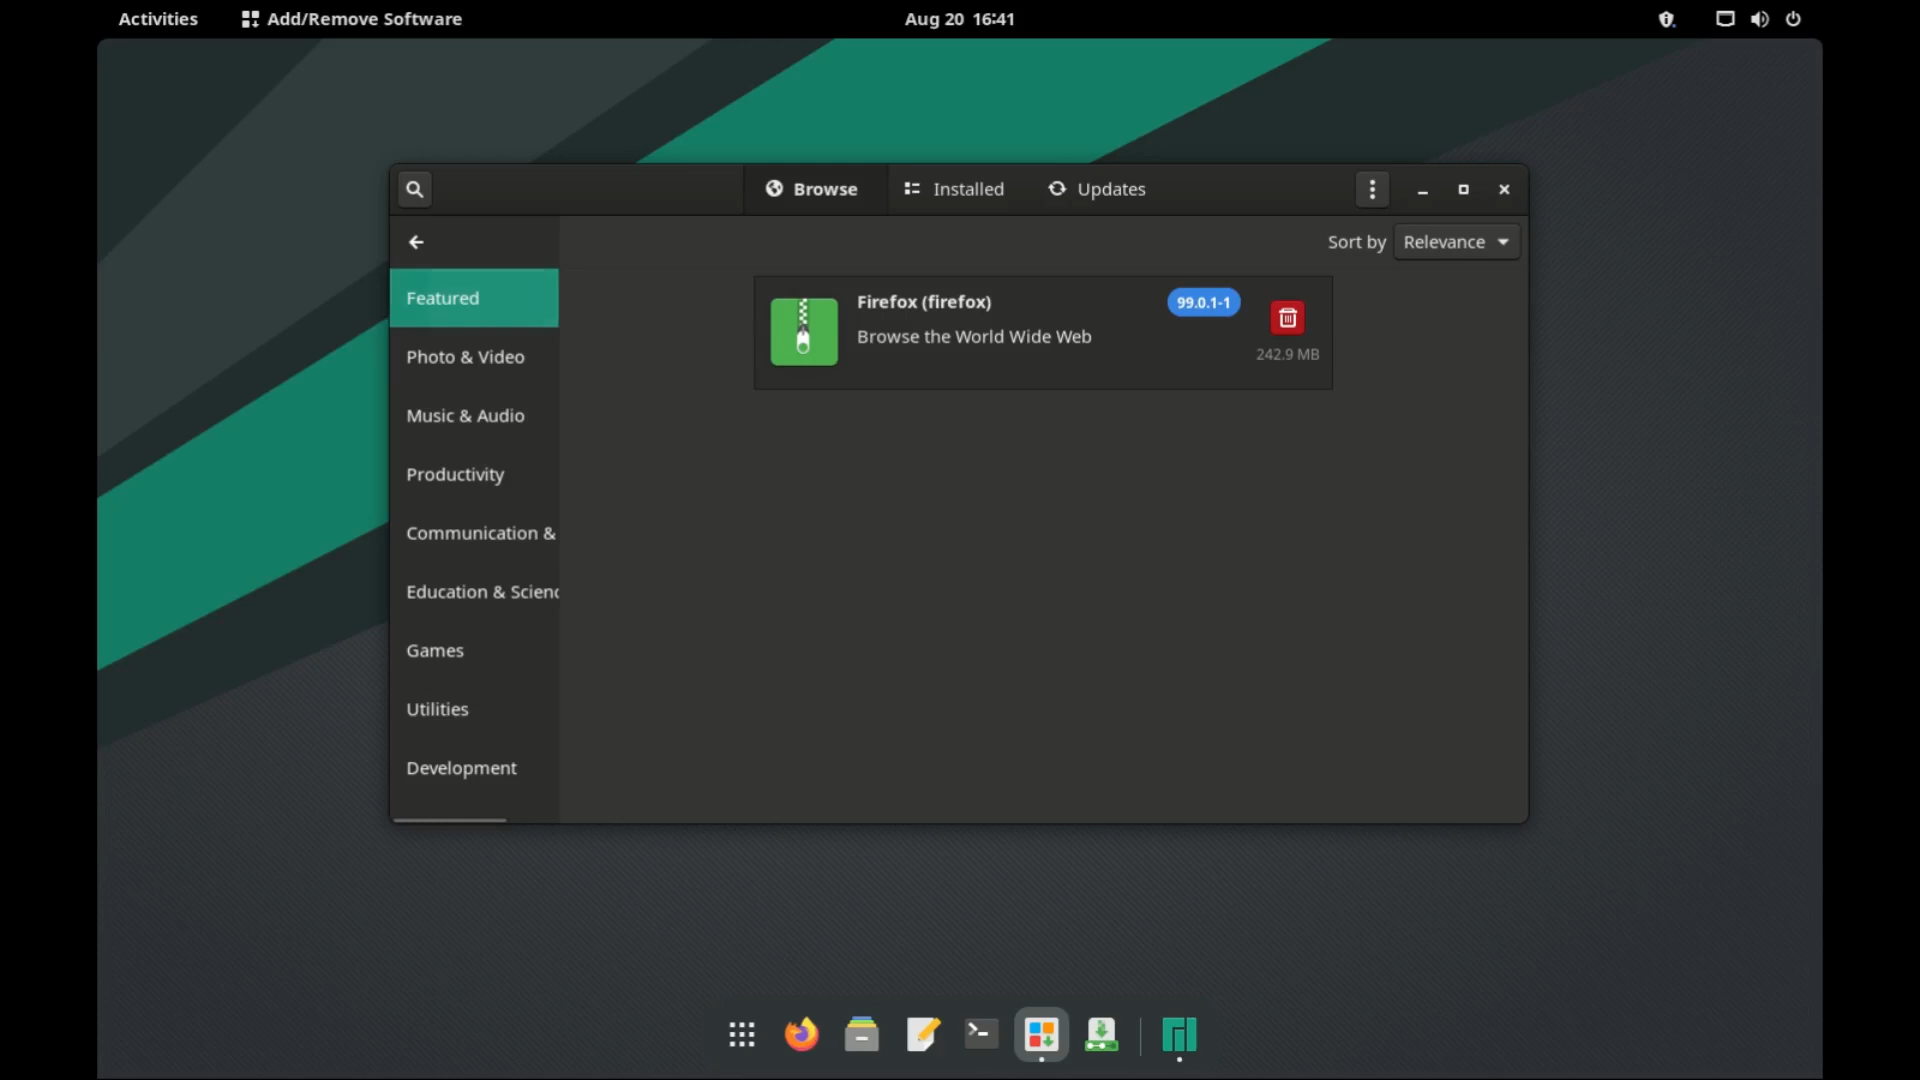 Activities
Add/Remove Software
Aug 20 16:41
Browse
Installed
Updates
Sort by
Relevance
Featured
Photo & Video
Music & Audio
Productivity
Communication &
Education & Scienc
Games
Utilities
Development
Firefox (firefox)
99.0.1-1
Browse the World Wide Web
242.9 MB